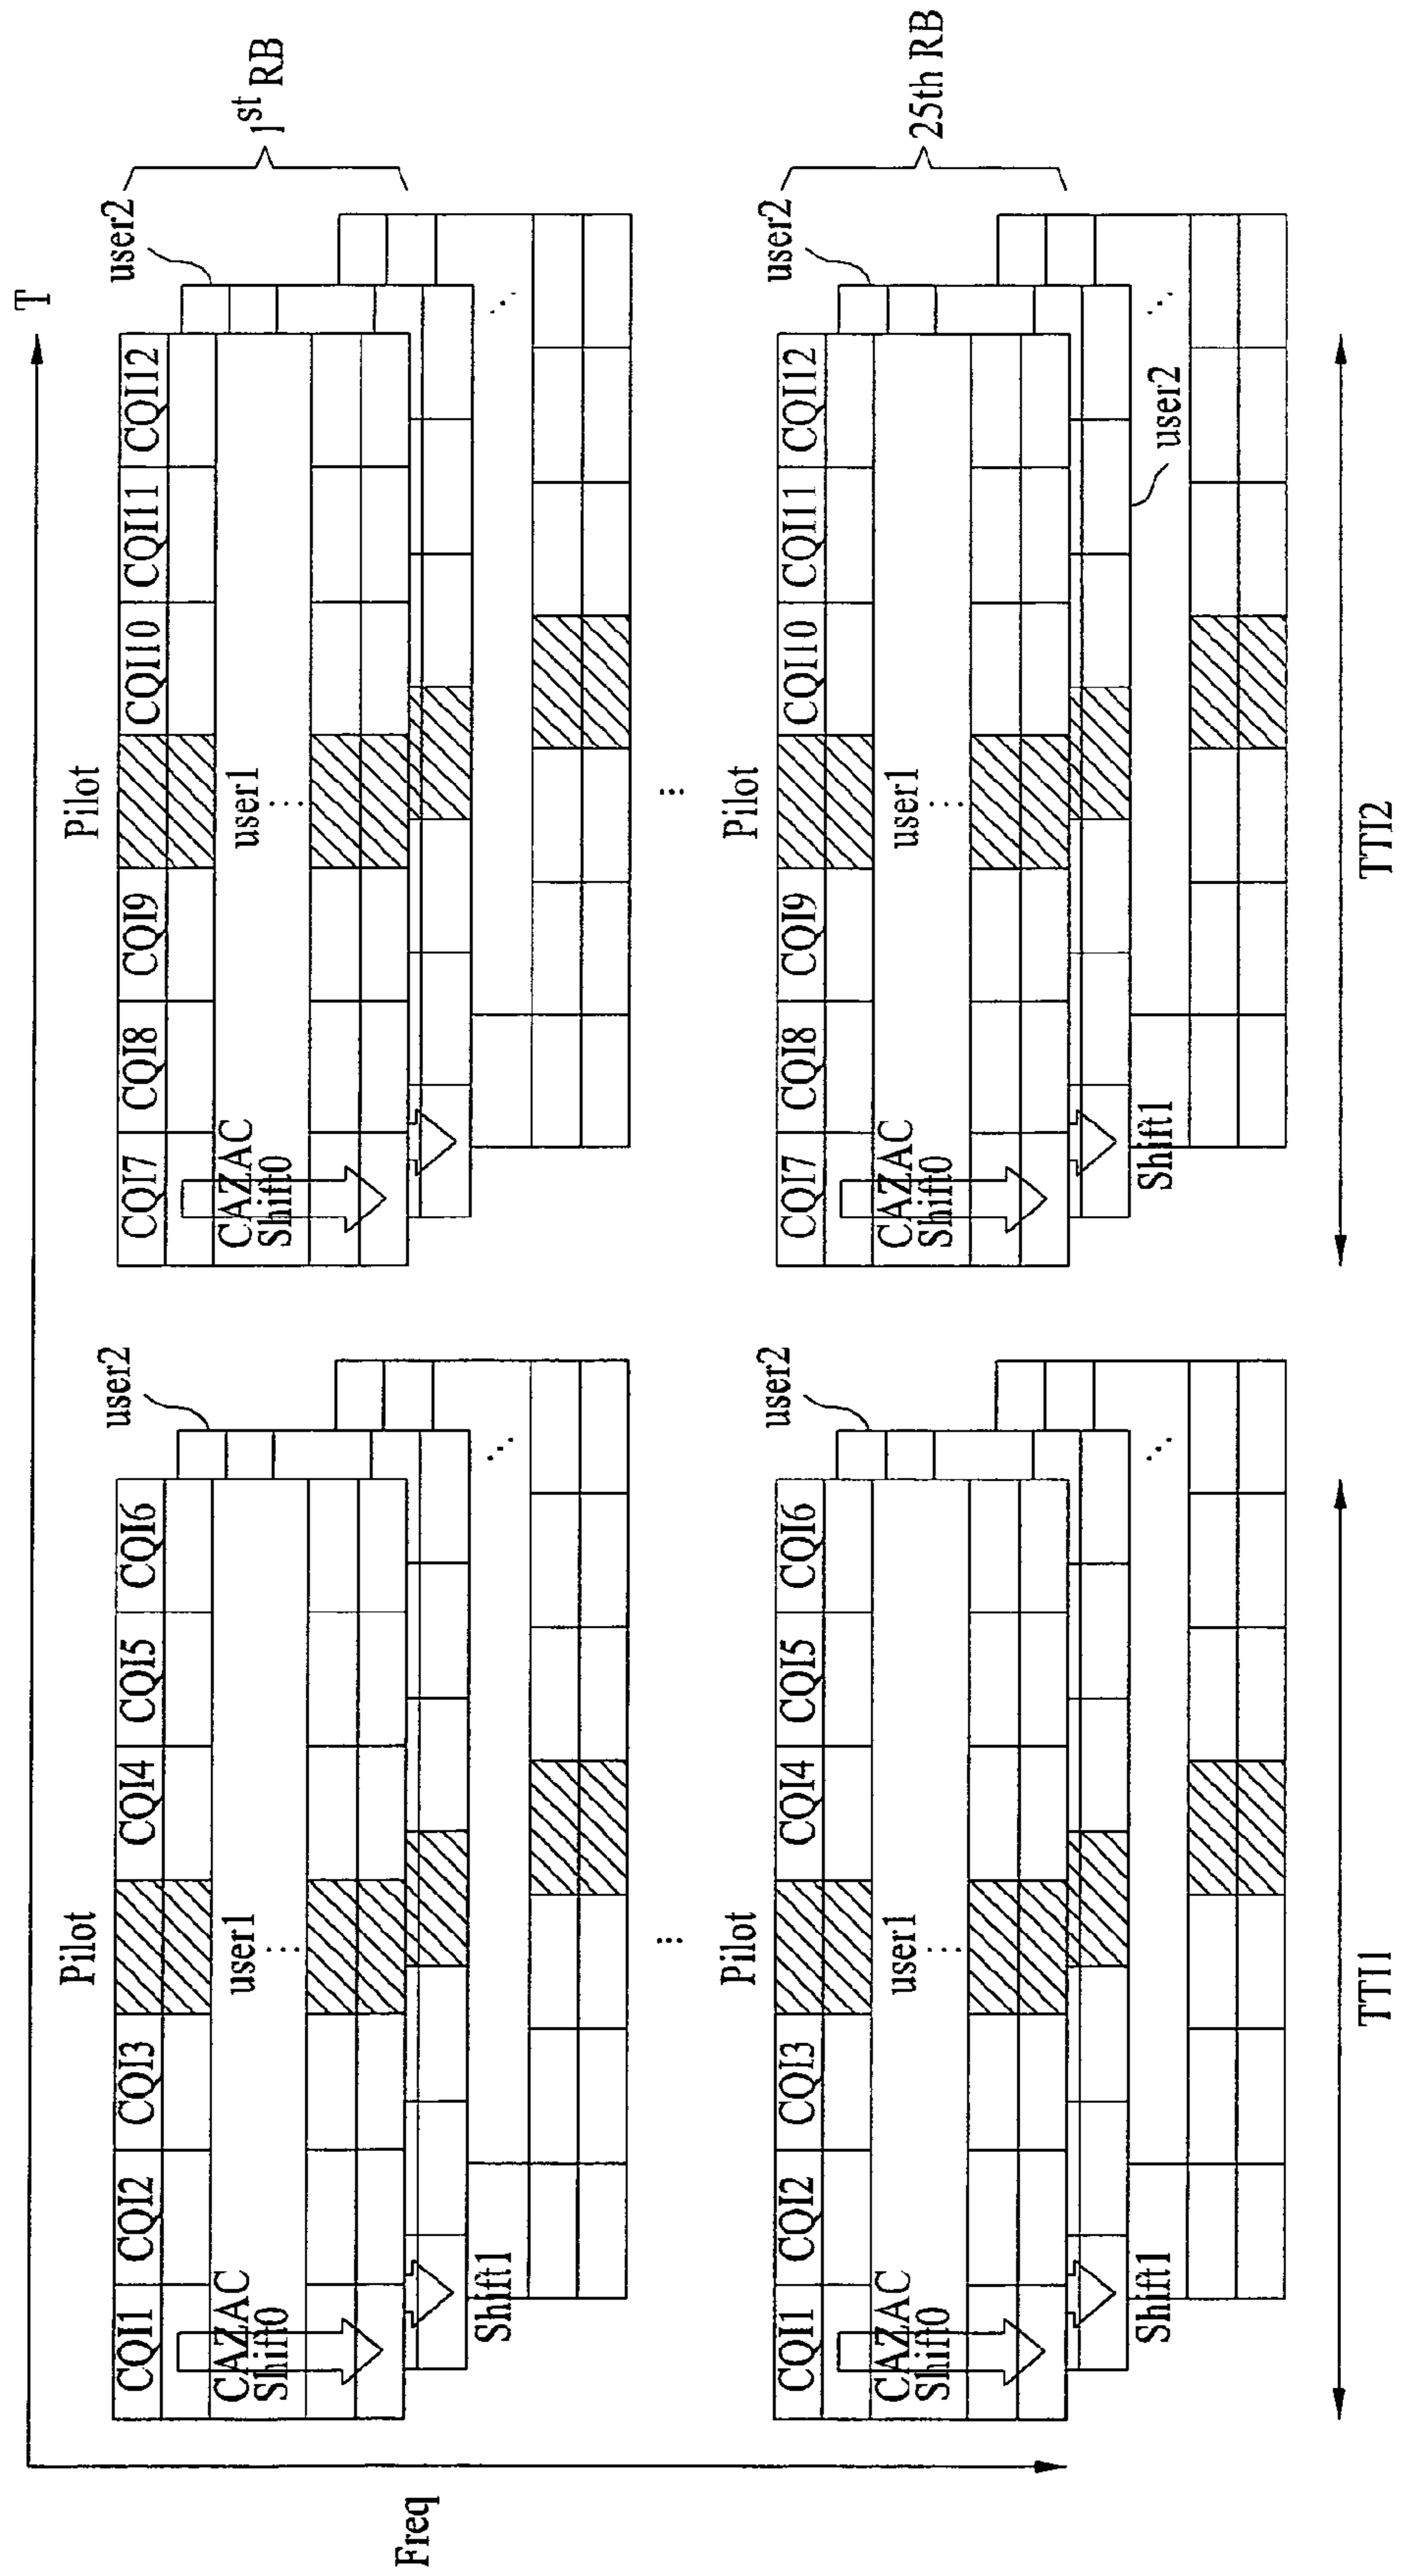 T
Freq
Pilot
CQI1 CQI2 CQI3 CQI4 CQI5 CQI6
user2
CAZAC
Shift0
user1
...
Shift1
...
Pilot
CQI7 CQI8 CQI9 CQI10 CQI11 CQI12
user2
1st RB
CAZAC
Shift0
user1
...
...
⋮
⋮
Pilot
CQI1 CQI2 CQI3 CQI4 CQI5 CQI6
user2
CAZAC
Shift0
user1
...
Shift1
...
Pilot
CQI7 CQI8 CQI9 CQI10 CQI11 CQI12
user2
25th RB
CAZAC
Shift0
user1
...
Shift1
user2
...
TTI1
TTI2